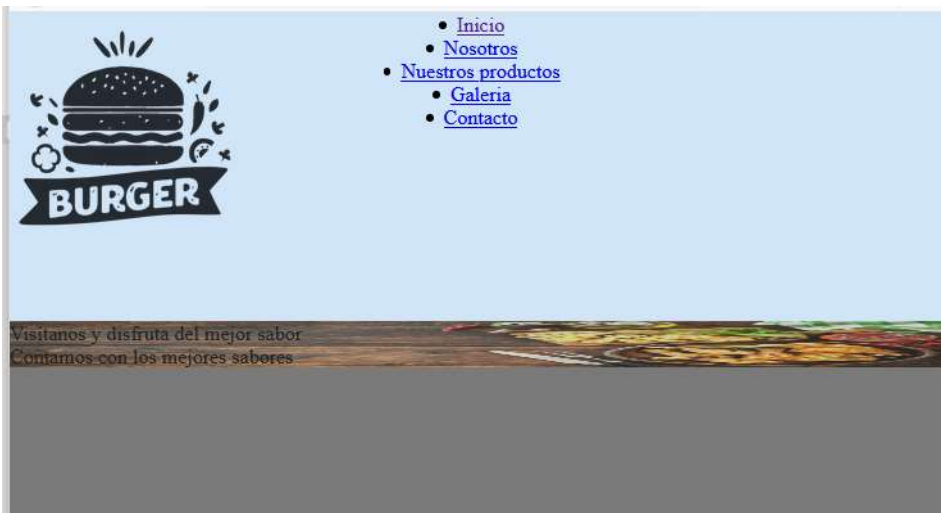 BURGER
Inicio
Nosotros
Nuestros productos
Galeria
Contacto
Visitanos y disfruta del mejor sabor
Contamos con los mejores sabores